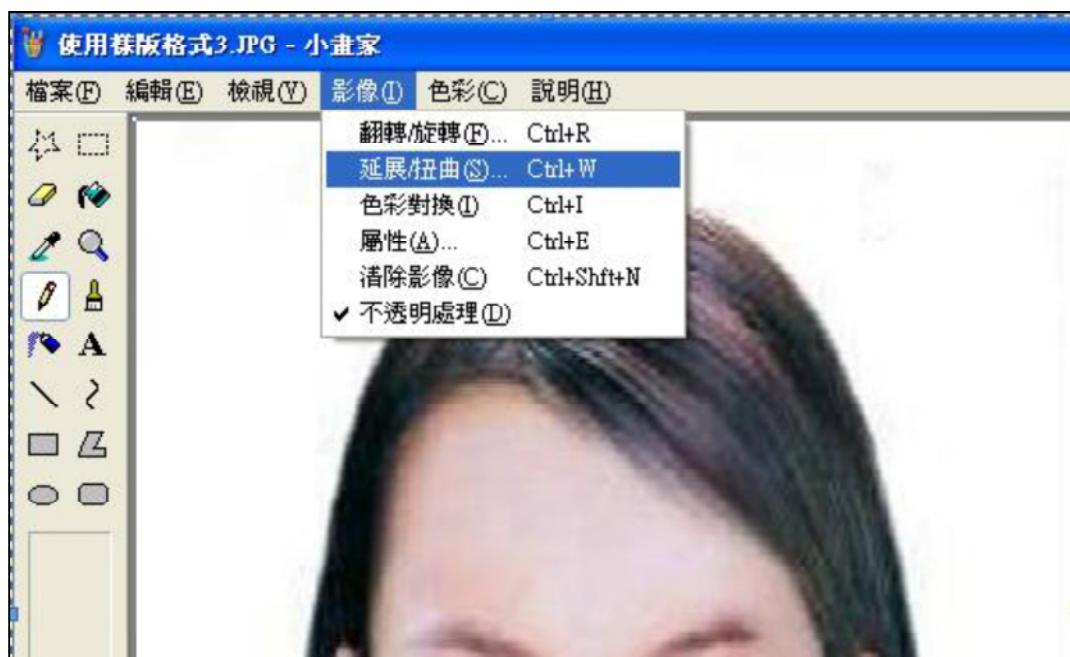 使用樣版格式3.JPG - 小畫家
檔案(F) 編輯(E) 檢視(V) 影像(I) 色彩(C) 說明(H)
翻轉/旋轉(F)... Ctrl+R
延展/扭曲(S)... Ctrl+W
色彩對換(I) Ctrl+I
屬性(A)... Ctrl+E
清除影像(C) Ctrl+Shft+N
✓ 不透明處理(D)
A